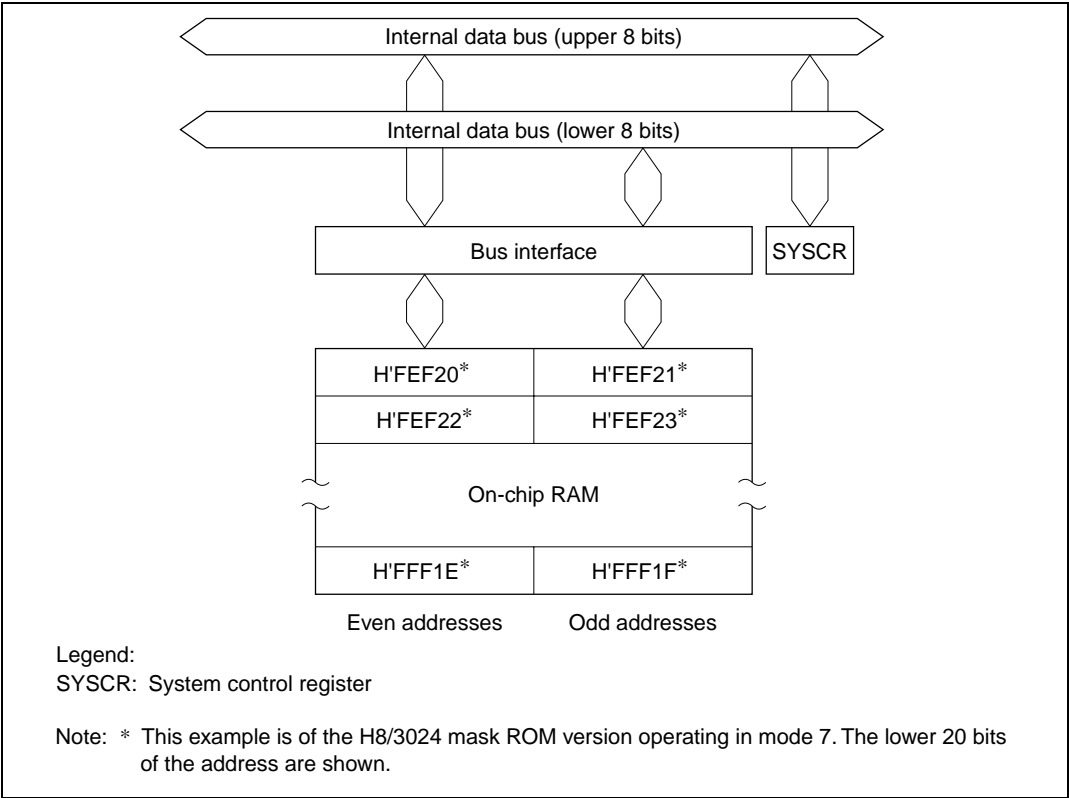 Internal data bus (upper 8 bits)
Internal data bus (lower 8 bits)
Bus interface
SYSCR
H'FEF20*
H'FEF21*
H'FEF22*
H'FEF23*
On-chip RAM
H'FFF1E*
H'FFF1F*
Even addresses
Odd addresses
Legend:
SYSCR: System control register
Note: * This example is of the H8/3024 mask ROM version operating in mode 7. The lower 20 bits
of the address are shown.